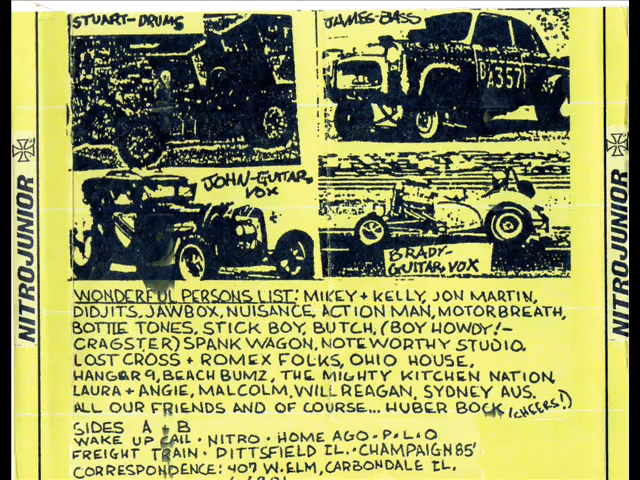 STUART-DRUMS
JAMES-BASS
A357
JOHN-GUITAR,
VOX
BRADY-
GUITAR, VOX
NITROJUNIOR
NITROJUNIOR
WONDERFUL PERSONS LIST: MIKEY + KELLY, JON MARTIN,
DIDJITS, JAWBOX, NUISANCE, ACTION MAN, MOTORBREATH,
BOTTLE TONES, STICK BOY, BUTCH, (BOY HOWDY!-
CRAGSTER) SPANK WAGON, NOTEWORTHY STUDIO.
LOST CROSS + ROMEX FOLKS, OHIO HOUSE,
HANGAR 9, BEACH BUMZ, THE MIGHTY KITCHEN NATION,
LAURA + ANGIE, MALCOLM, WILL REAGAN, SYDNEY AUS.
ALL OUR FRIENDS AND OF COURSE... HUBER BOCK (CHEERS!)
SIDES A + B
WAKE UP CALL · NITRO · HOME AGO · P.L.O
FREIGHT TRAIN · PITTSFIELD IL. · CHAMPAIGN 85'
CORRESPONDENCE: 407 W. ELM, CARBONDALE IL.